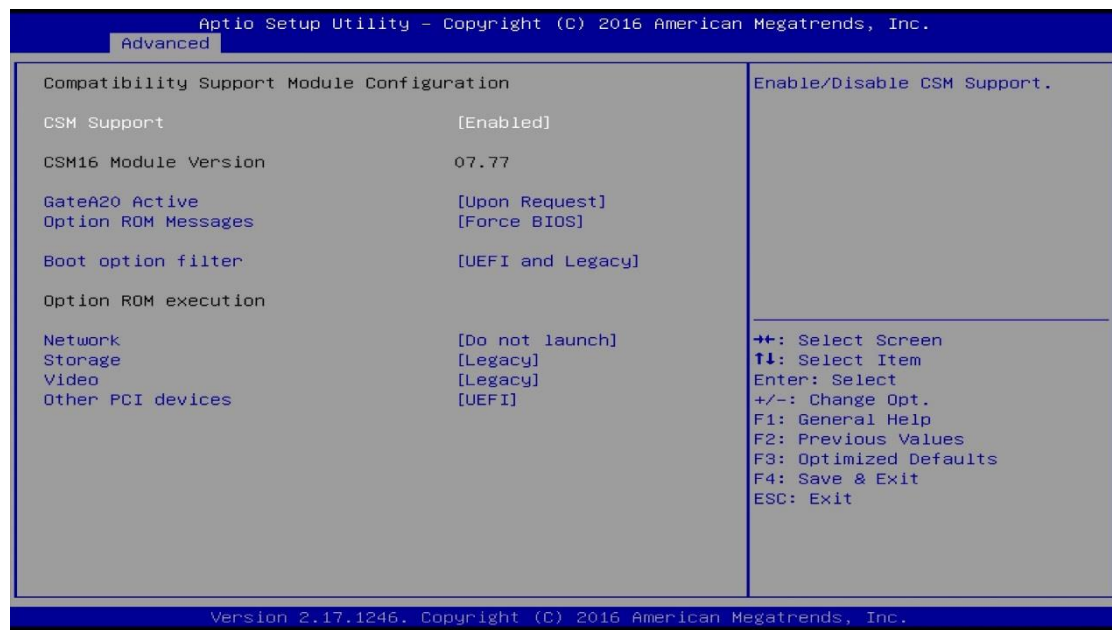 Aptio Setup Utility – Copyright (C) 2016 American Megatrends, Inc.
Advanced
Compatibility Support Module Configuration
CSM Support [Enabled]
CSM16 Module Version 07.77
GateA20 Active [Upon Request]
Option ROM Messages [Force BIOS]
Boot option filter [UEFI and Legacy]
Option ROM execution
Network [Do not launch]
Storage [Legacy]
Video [Legacy]
Other PCI devices [UEFI]
Enable/Disable CSM Support.
→←: Select Screen
↑↓: Select Item
Enter: Select
+/-: Change Opt.
F1: General Help
F2: Previous Values
F3: Optimized Defaults
F4: Save & Exit
ESC: Exit
Version 2.17.1246. Copyright (C) 2016 American Megatrends, Inc.